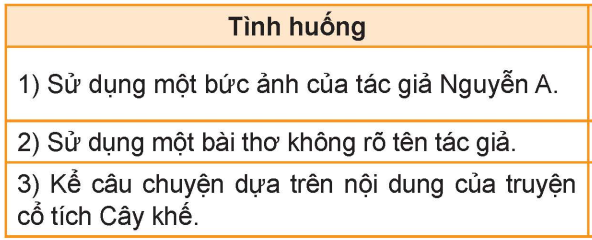 Tình huống
1) Sử dụng một bức ảnh của tác giả Nguyễn A.
2) Sử dụng một bài thơ không rõ tên tác giả.
3) Kể câu chuyện dựa trên nội dung của truyện
cổ tích Cây khế.